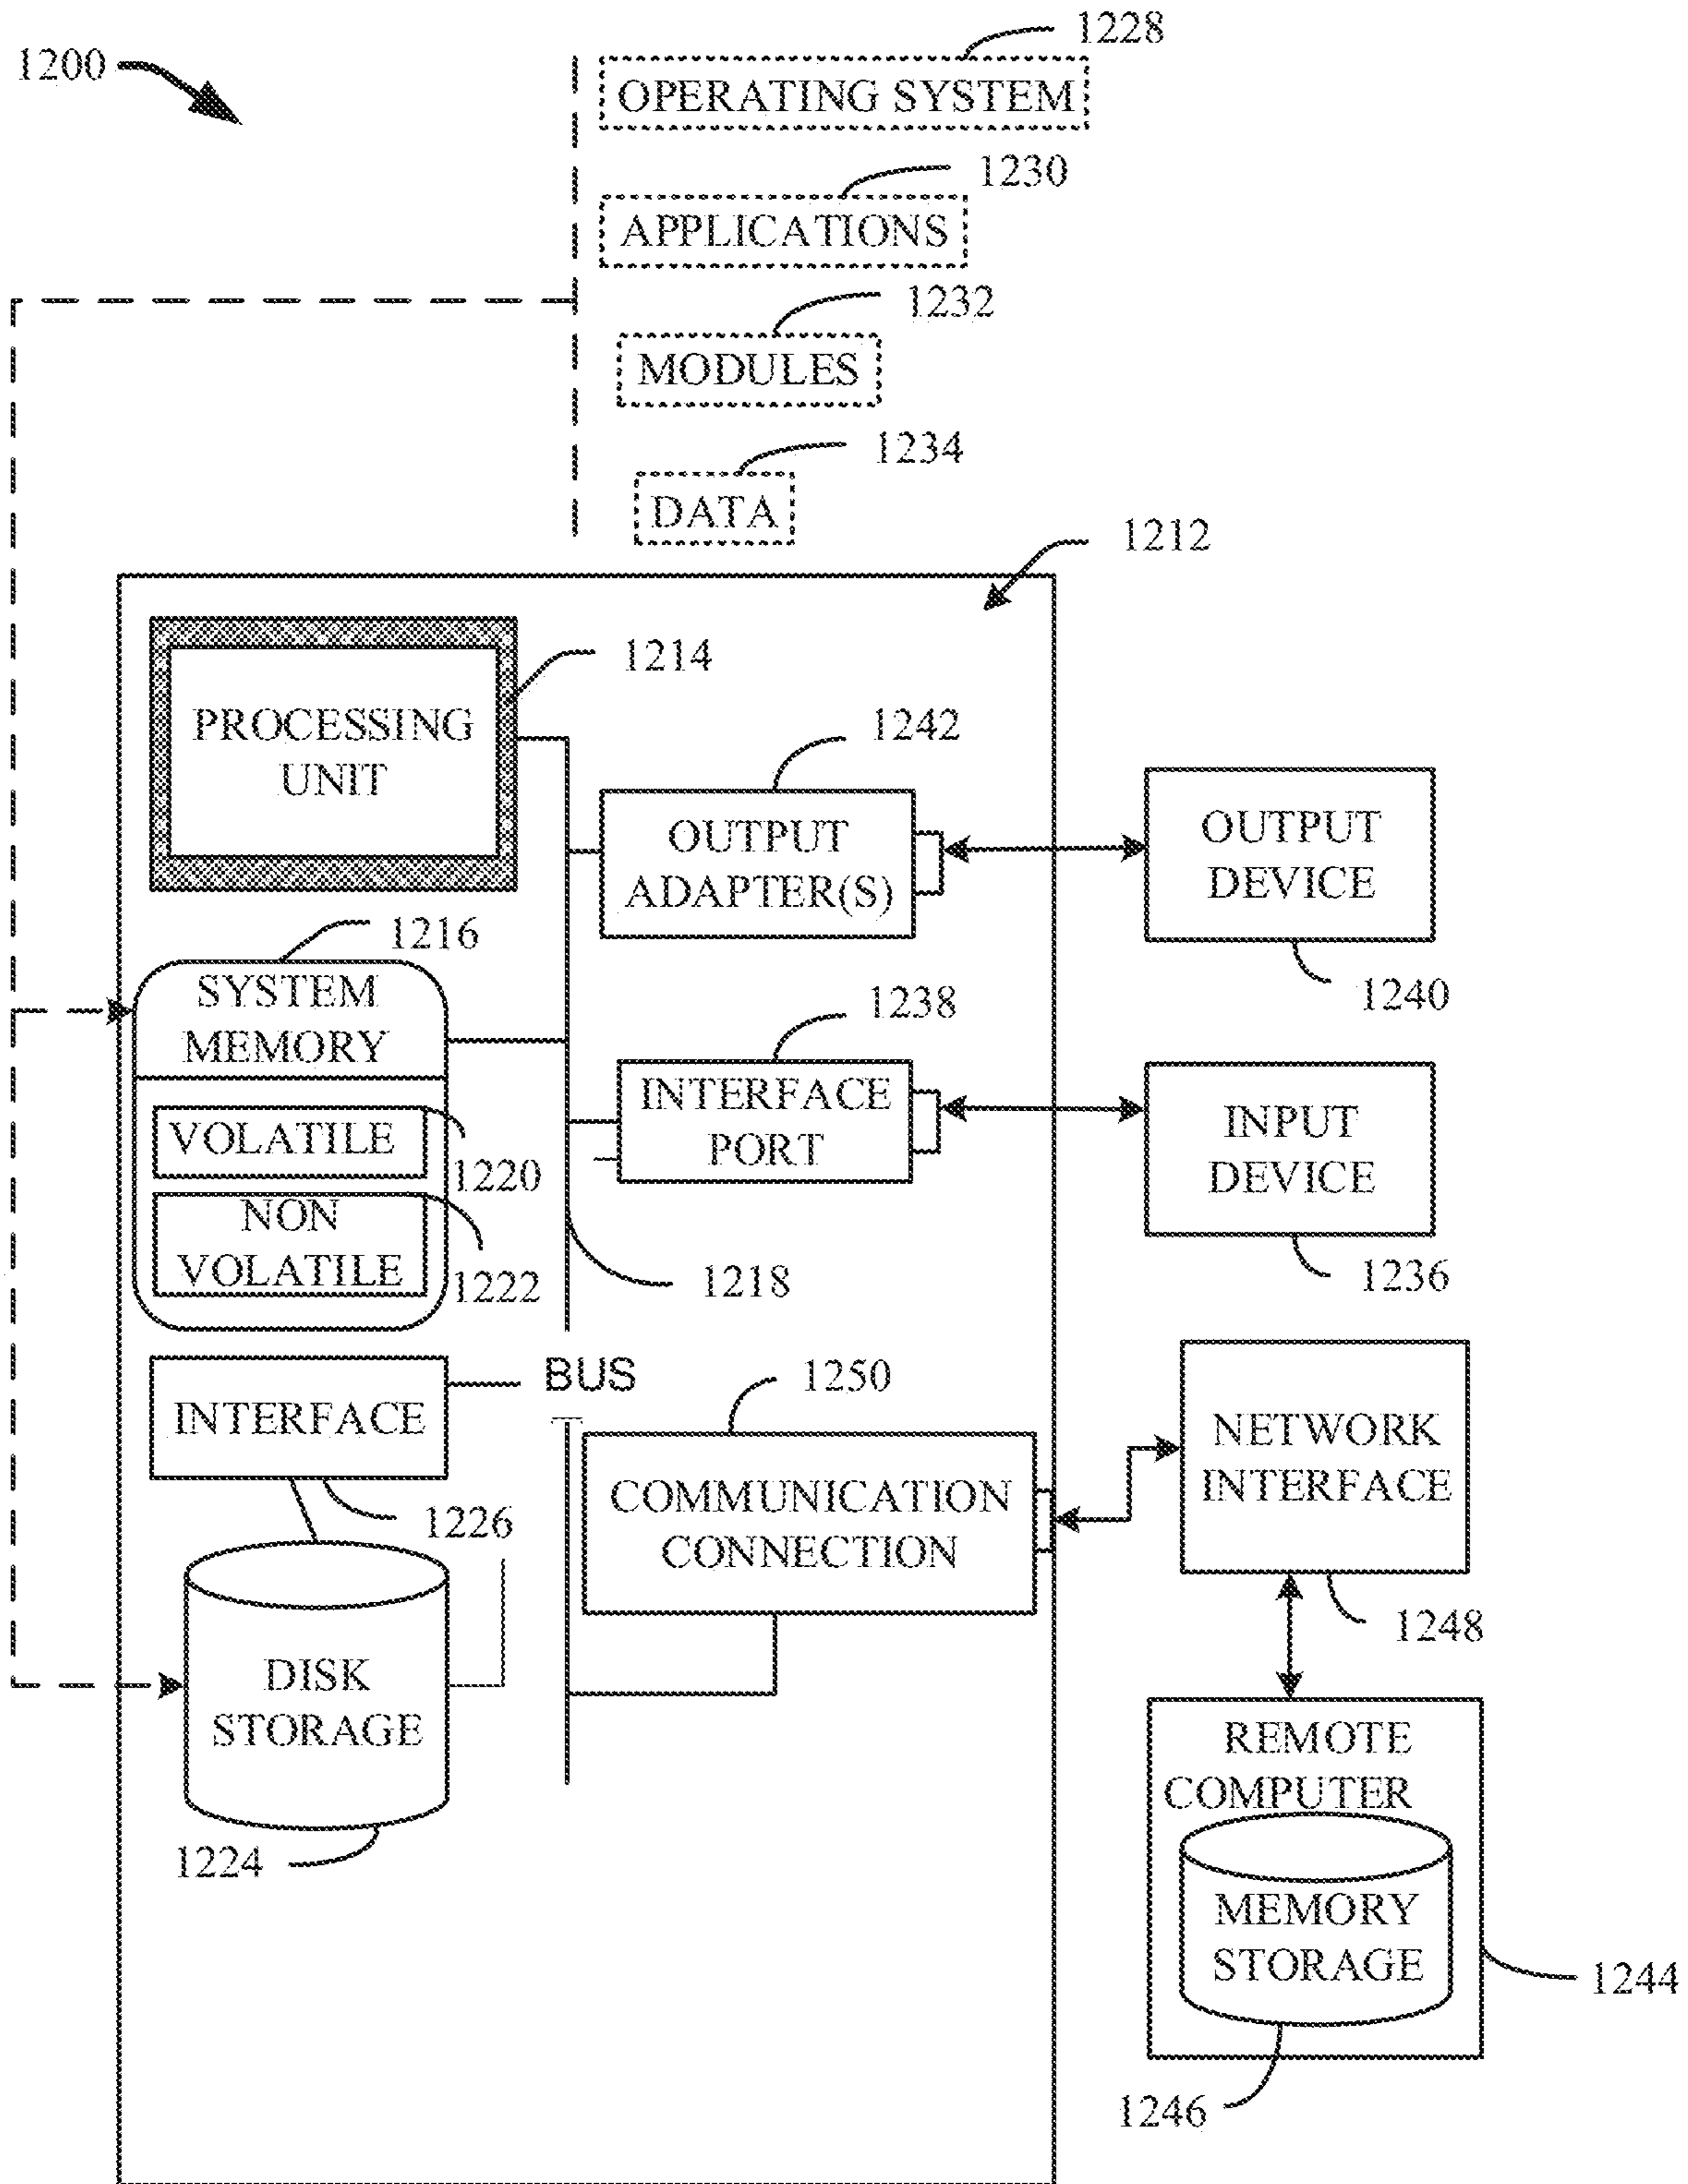 1200
1228
OPERATING SYSTEM
1230
APPLICATIONS
1232
MODULES
1234
DATA
1212
PROCESSING
UNIT
1214
1242
OUTPUT
ADAPTER(S)
OUTPUT
DEVICE
1240
1216
SYSTEM
MEMORY
VOLATILE
1220
NON
VOLATILE
1222
1238
INTERFACE
PORT
INPUT
DEVICE
1236
1218
INTERFACE
BUS
1226
1250
COMMUNICATION
CONNECTION
NETWORK
INTERFACE
1248
DISK
STORAGE
1224
REMOTE
COMPUTER
MEMORY
STORAGE
1244
1246